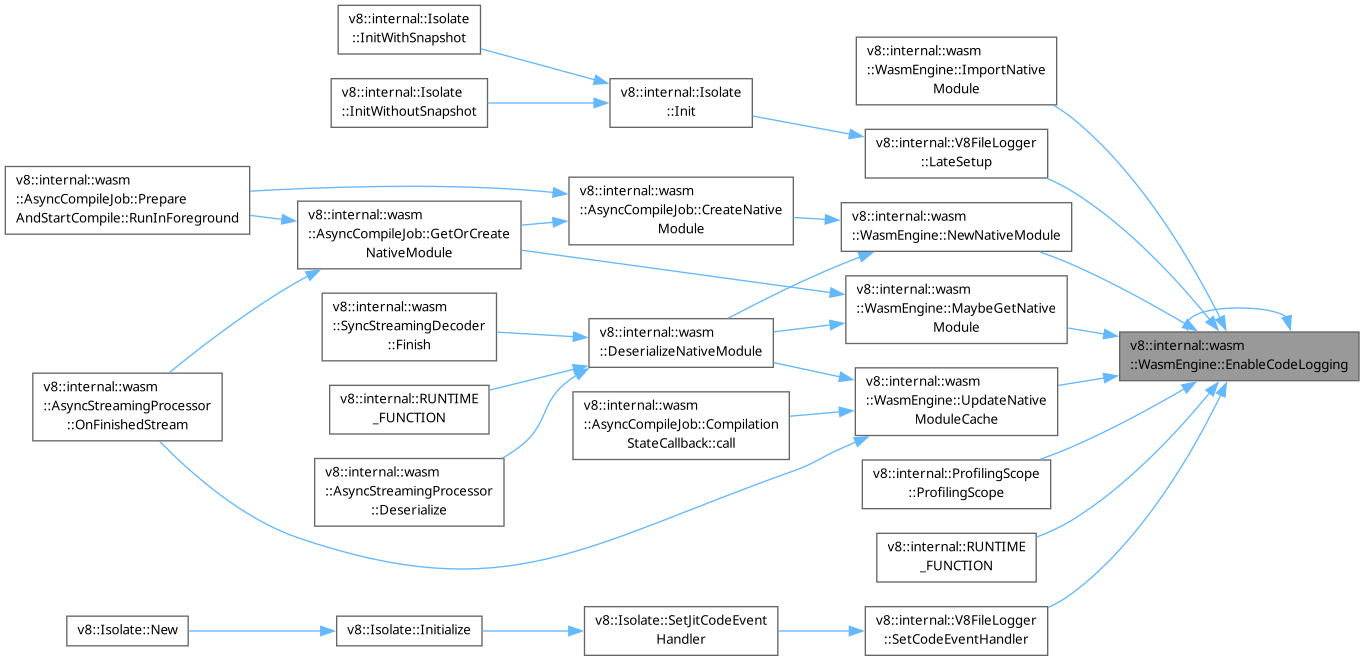 v8::internal::Isolate
::InitWithSnapshot
v8::internal::Isolate
::InitWithoutSnapshot
v8::internal::Isolate
::Init
v8::internal::wasm
::WasmEngine::ImportNative
Module
v8::internal::V8FileLogger
::LateSetup
v8::internal::wasm
::AsyncCompileJob::Prepare
AndStartCompile::RunInForeground
v8::internal::wasm
::AsyncCompileJob::GetOrCreate
NativeModule
v8::internal::wasm
::AsyncCompileJob::CreateNative
Module
v8::internal::wasm
::WasmEngine::NewNativeModule
v8::internal::wasm
::WasmEngine::MaybeGetNative
Module
v8::internal::wasm
::SyncStreamingDecoder
::Finish
v8::internal::wasm
::DeserializeNativeModule
v8::internal::wasm
::WasmEngine::EnableCodeLogging
v8::internal::wasm
::AsyncStreamingProcessor
::OnFinishedStream
v8::internal::RUNTIME
_FUNCTION
v8::internal::wasm
::AsyncCompileJob::Compilation
StateCallback::call
v8::internal::wasm
::WasmEngine::UpdateNative
ModuleCache
v8::internal::wasm
::AsyncStreamingProcessor
::Deserialize
v8::internal::ProfilingScope
::ProfilingScope
v8::internal::RUNTIME
_FUNCTION
v8::Isolate::New
v8::Isolate::Initialize
v8::Isolate::SetJitCodeEvent
Handler
v8::internal::V8FileLogger
::SetCodeEventHandler